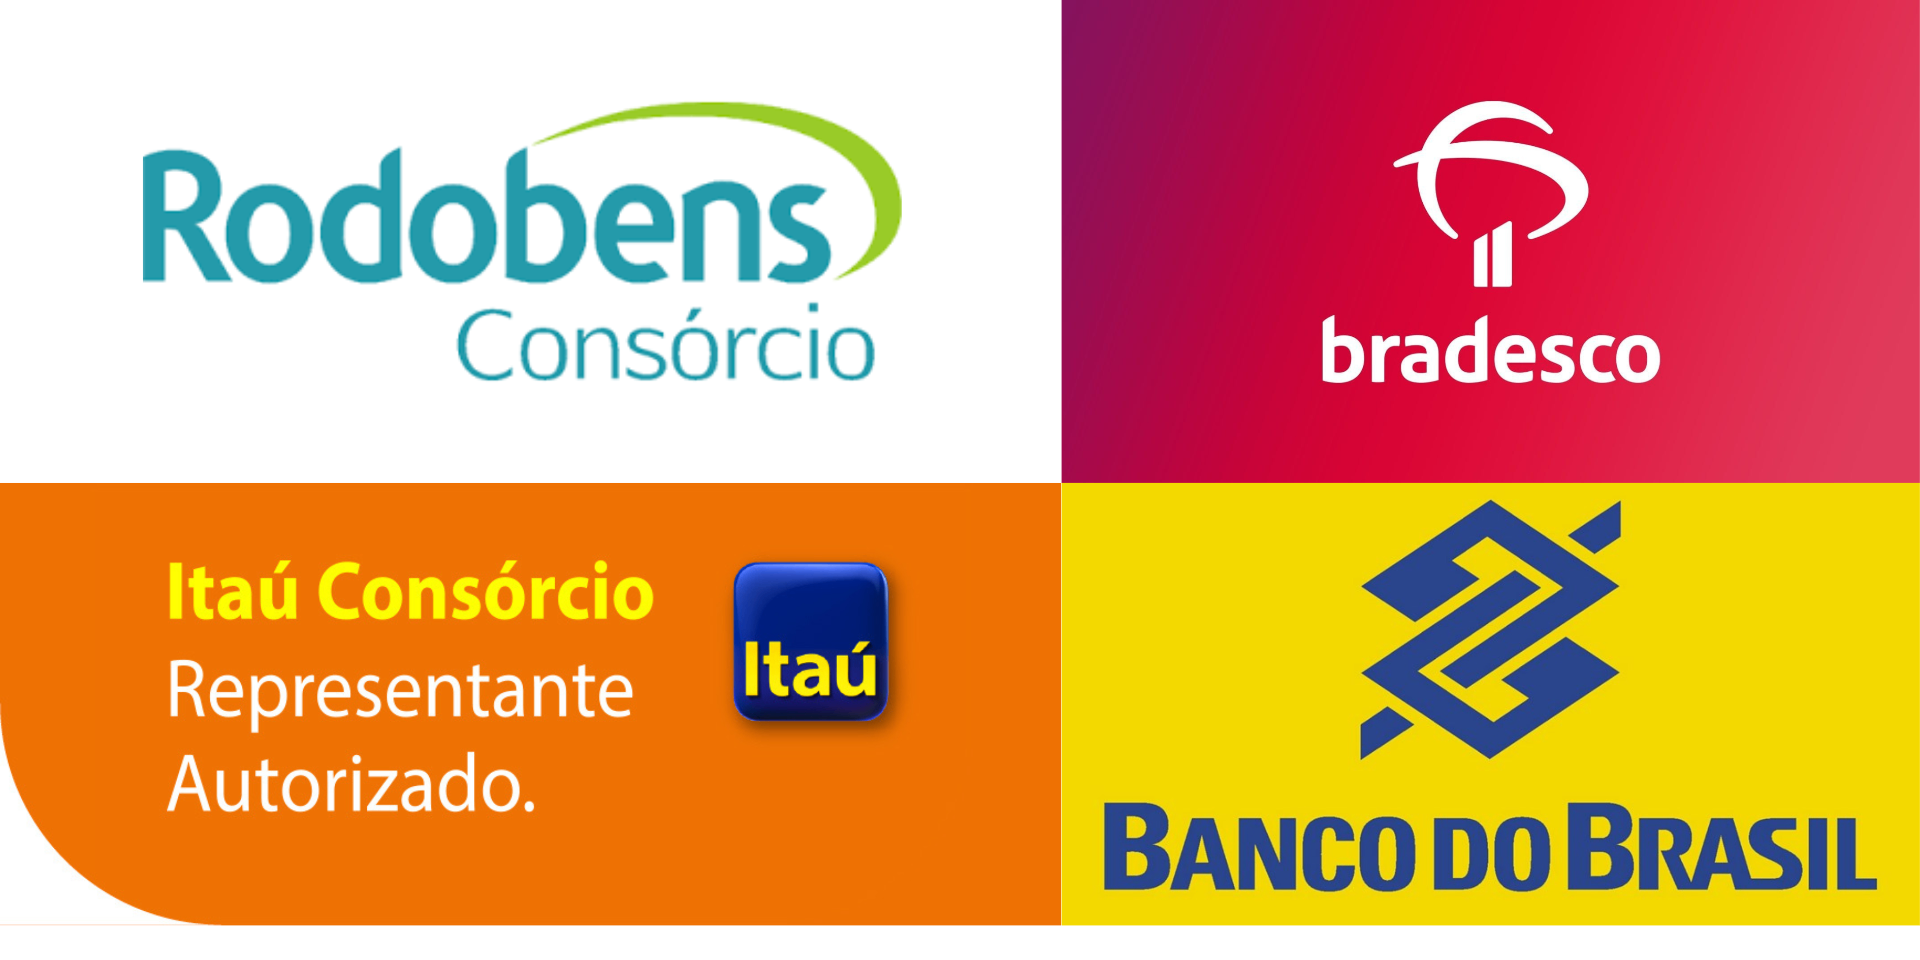 Rodobens
Consórcio
bradesco
Itaú Consórcio
Representante
Autorizado.
Itaú
BANCO DO BRASIL